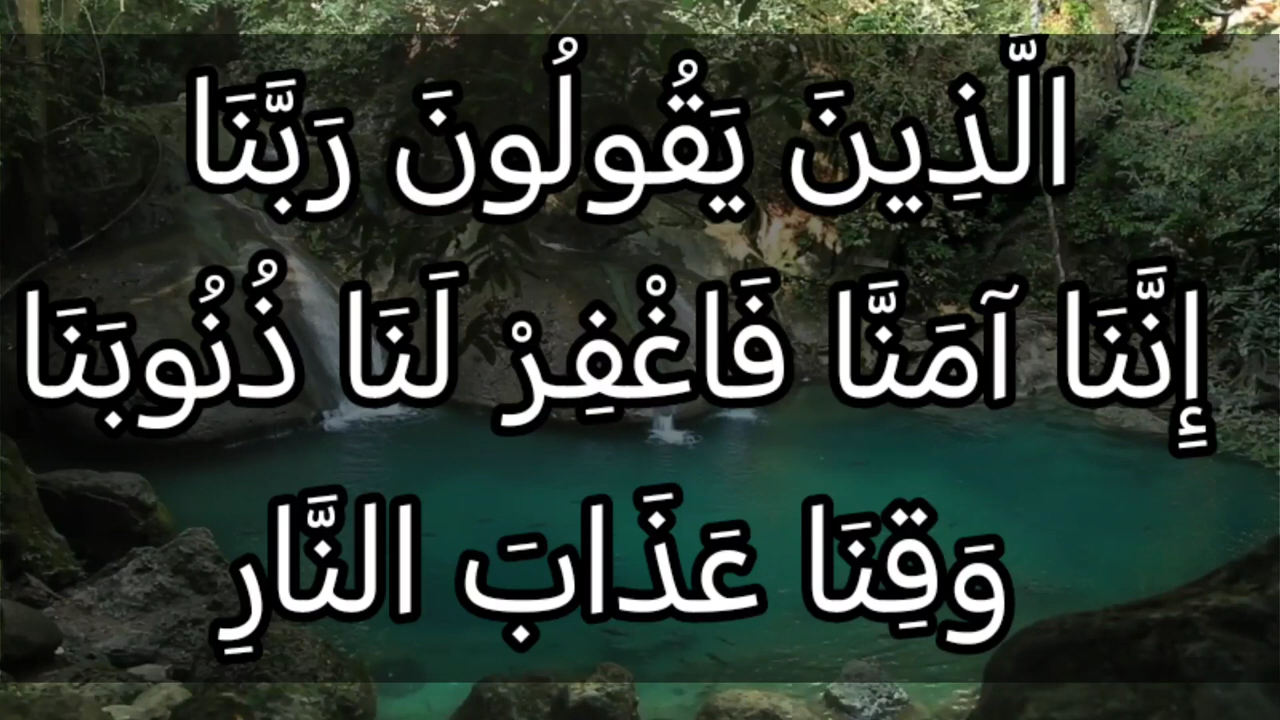 الَّذِينَ يَقُولُونَ رَبَّنَا
إِنَّنَا آمَنَّا فَاغْفِرْ لَنَا ذُنُوبَنَا
وَقِنَا عَذَابَ النَّارِ